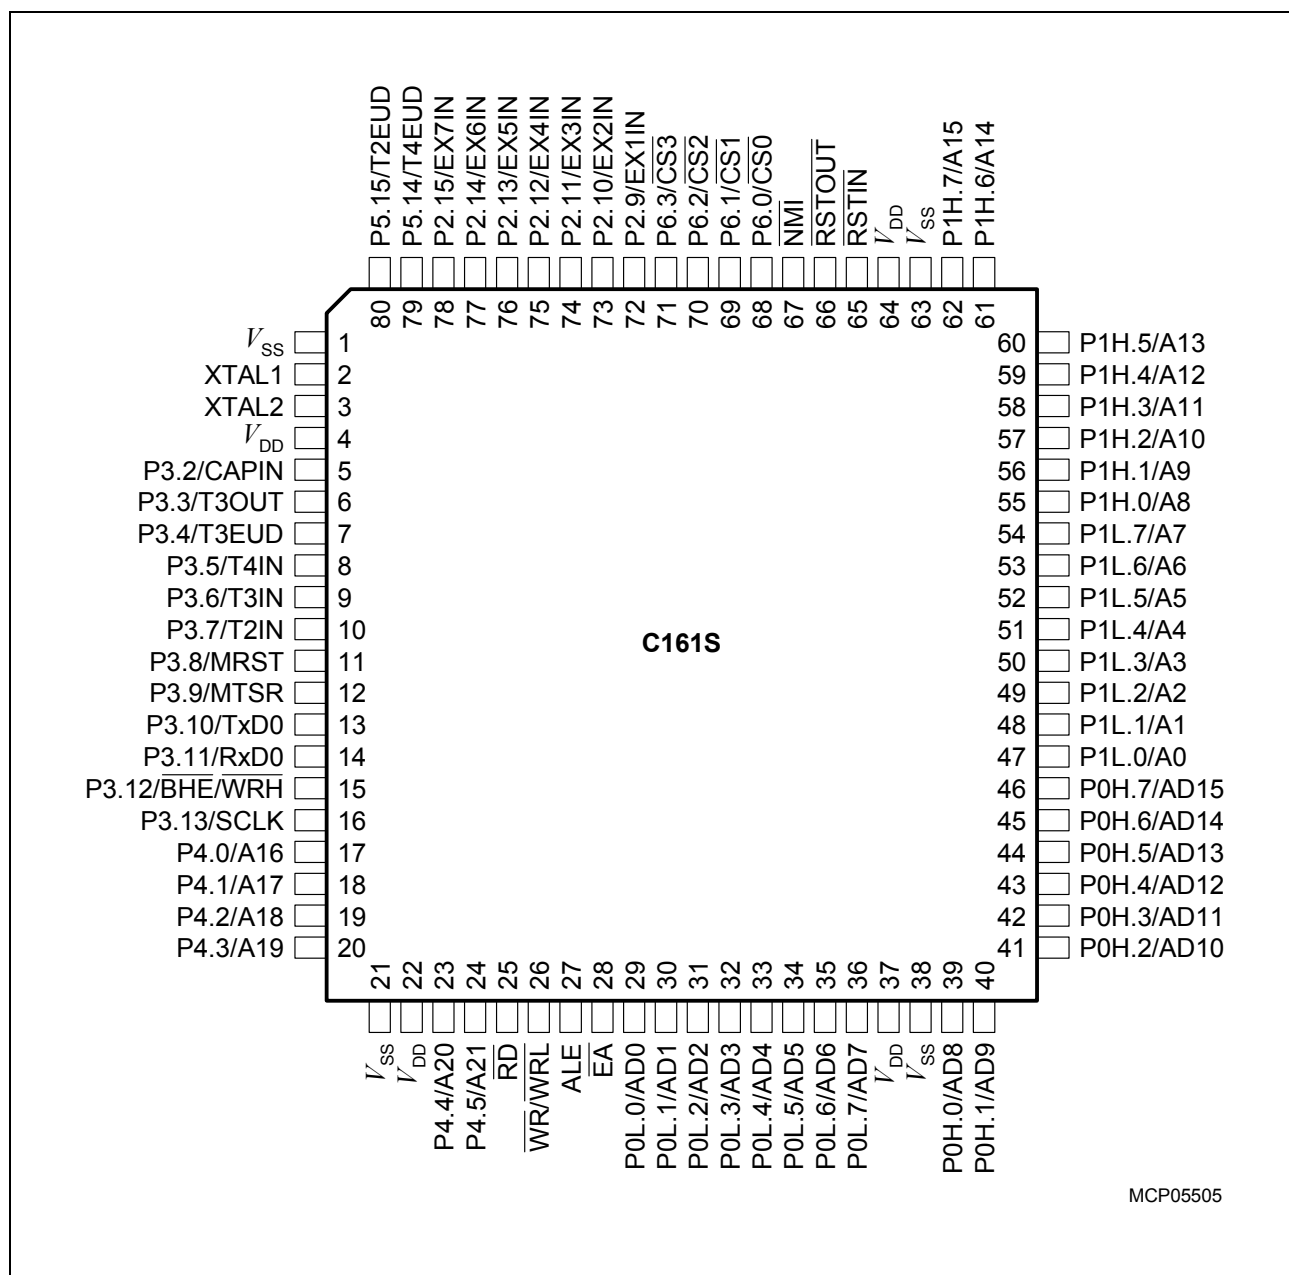 P5.15/T2EUD
P5.14/T4EUD
P2.15/EX7IN
P2.14/EX6IN
P2.13/EX5IN
P2.12/EX4IN
P2.11/EX3IN
P2.10/EX2IN
P2.9/EX1IN
P6.3/C̅S̅3̅
P6.2/C̅S̅2̅
P6.1/C̅S̅1̅
P6.0/C̅S̅0̅
N̅M̅I̅
R̅S̅T̅O̅U̅T̅
R̅S̅T̅I̅N̅
VDD
VSS
P1H.7/A15
P1H.6/A14
80
79
78
77
76
75
74
73
72
71
70
69
68
67
66
65
64
63
62
61
VSS 1
XTAL1 2
XTAL2 3
VDD 4
P3.2/CAPIN 5
P3.3/T3OUT 6
P3.4/T3EUD 7
P3.5/T4IN 8
P3.6/T3IN 9
P3.7/T2IN 10
P3.8/MRST 11
P3.9/MTSR 12
P3.10/TxD0 13
P3.11/RxD0 14
P3.12/B̅H̅E̅/W̅R̅H̅ 15
P3.13/SCLK 16
P4.0/A16 17
P4.1/A17 18
P4.2/A18 19
P4.3/A19 20
C161S
60 P1H.5/A13
59 P1H.4/A12
58 P1H.3/A11
57 P1H.2/A10
56 P1H.1/A9
55 P1H.0/A8
54 P1L.7/A7
53 P1L.6/A6
52 P1L.5/A5
51 P1L.4/A4
50 P1L.3/A3
49 P1L.2/A2
48 P1L.1/A1
47 P1L.0/A0
46 P0H.7/AD15
45 P0H.6/AD14
44 P0H.5/AD13
43 P0H.4/AD12
42 P0H.3/AD11
41 P0H.2/AD10
21
22
23
24
25
26
27
28
29
30
31
32
33
34
35
36
37
38
39
40
VSS
VDD
P4.4/A20
P4.5/A21
R̅D̅
W̅R̅/W̅R̅L̅
ALE
E̅A̅
P0L.0/AD0
P0L.1/AD1
P0L.2/AD2
P0L.3/AD3
P0L.4/AD4
P0L.5/AD5
P0L.6/AD6
P0L.7/AD7
VDD
VSS
P0H.0/AD8
P0H.1/AD9
MCP05505